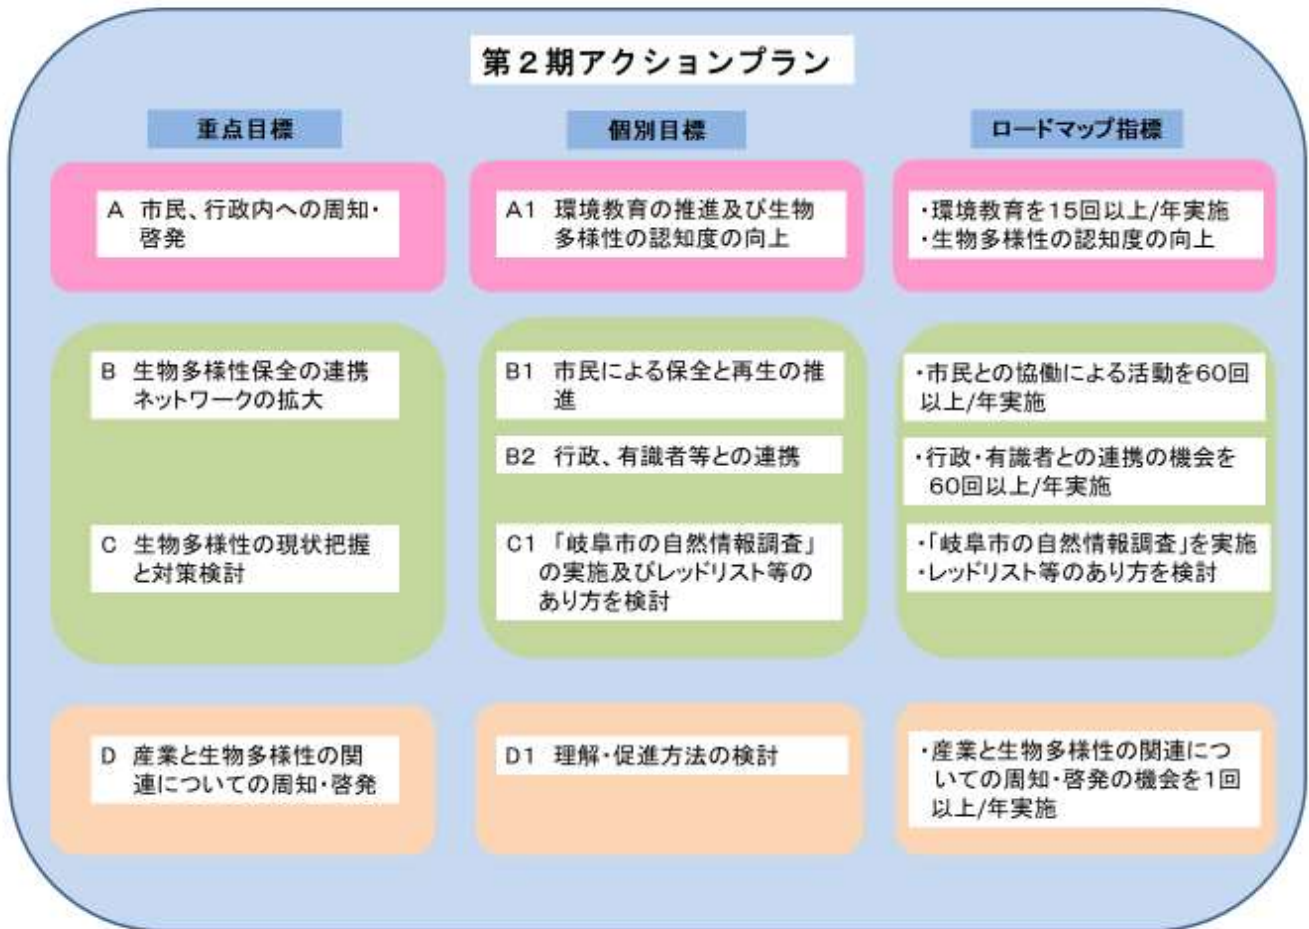 第2期アクションプラン
重点目標
個別目標
ロードマップ指標
A 市民、行政内への周知・
啓発
A1 環境教育の推進及び生物
多様性の認知度の向上
・環境教育を15回以上/年実施
・生物多様性の認知度の向上
B 生物多様性保全の連携
ネットワークの拡大
B1 市民による保全と再生の推
進
・市民との協働による活動を60回
以上/年実施
B2 行政、有識者等との連携
・行政・有識者との連携の機会を
60回以上/年実施
C 生物多様性の現状把握
と対策検討
C1 「岐阜市の自然情報調査」
の実施及びレッドリスト等の
あり方を検討
・「岐阜市の自然情報調査」を実施
・レッドリスト等のあり方を検討
D 産業と生物多様性の関
連についての周知・啓発
D1 理解・促進方法の検討
・産業と生物多様性の関連につ
いての周知・啓発の機会を1回
以上/年実施